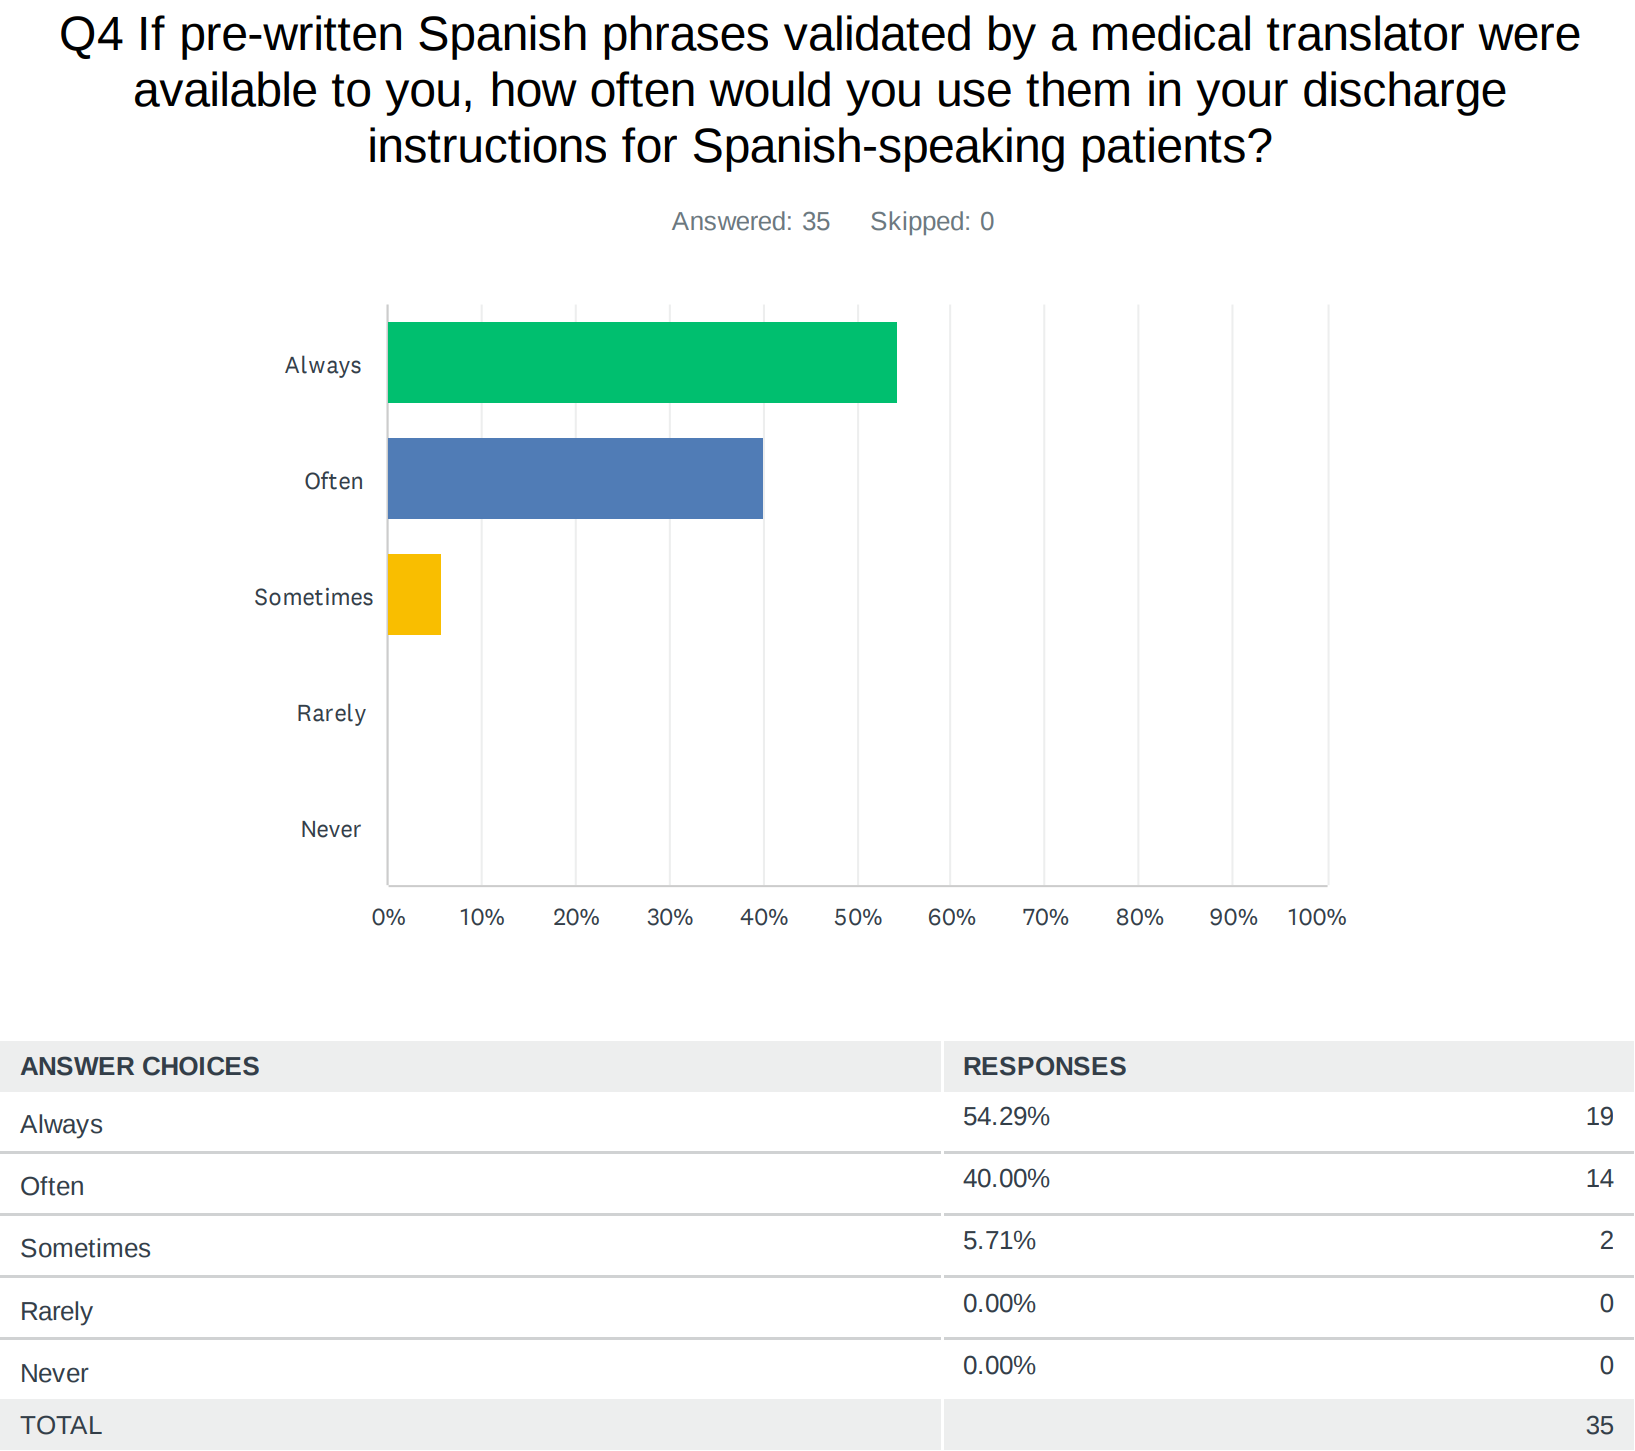 Q4 If pre-written Spanish phrases validated by a medical translator were
available to you, how often would you use them in your discharge
instructions for Spanish-speaking patients?
Answered: 35 Skipped: 0
Always
Often
Sometimes
Rarely
Never
0% 10% 20% 30% 40% 50% 60% 70% 80% 90% 100%
ANSWER CHOICES RESPONSES
Always 54.29% 19
Often 40.00% 14
Sometimes 5.71% 2
Rarely 0.00% 0
Never 0.00% 0
TOTAL 35